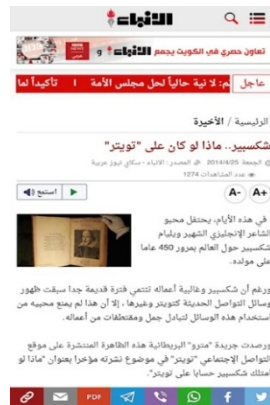 الأنباء
تعاون حصري في الكويت يجمع الأنباء و
عاجل
م: لا نية حالياً لحل مجلس الأمة
تأكيداً لما
الرئيسية / الأخيرة
شكسبير.. ماذا لو كان على "تويتر"
الجمعة 2014/4/25 المصدر: الانباء - سكاي نيوز عربية
عدد المشاهدات 1274
A- A+
استمع
في هذه الأيام، يحتفل محبو
الشاعر الإنجليزي الشهير ويليام
شكسبير حول العالم بمرور 450 عاما
على مولده.
ورغم أن شكسبير وغالبية أعماله تنتمي فترة قديمة جدا سبقت ظهور
وسائل التواصل الحديثة كتويتر وغيرها ، إلا أن هذا لم يمنع محبيه من
استخدام هذه الوسائل لتبادل جمل ومقتطفات من أعماله.
ورصدت جريدة "مترو" البريطانية هذه الظاهرة المنتشرة على موقع
التواصل الإجتماعي "تويتر" في موضوع نشرته مؤخرا بعنوان "ماذا لو
امتلك شكسبير حسابا على تويتر".
PDF